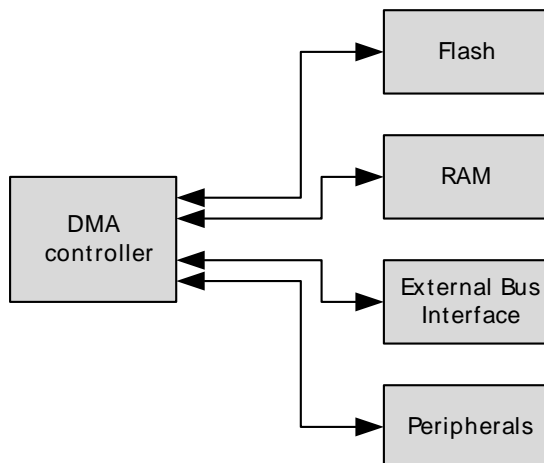 Flash
RAM
DMA
controller
External Bus
Interface
Peripherals